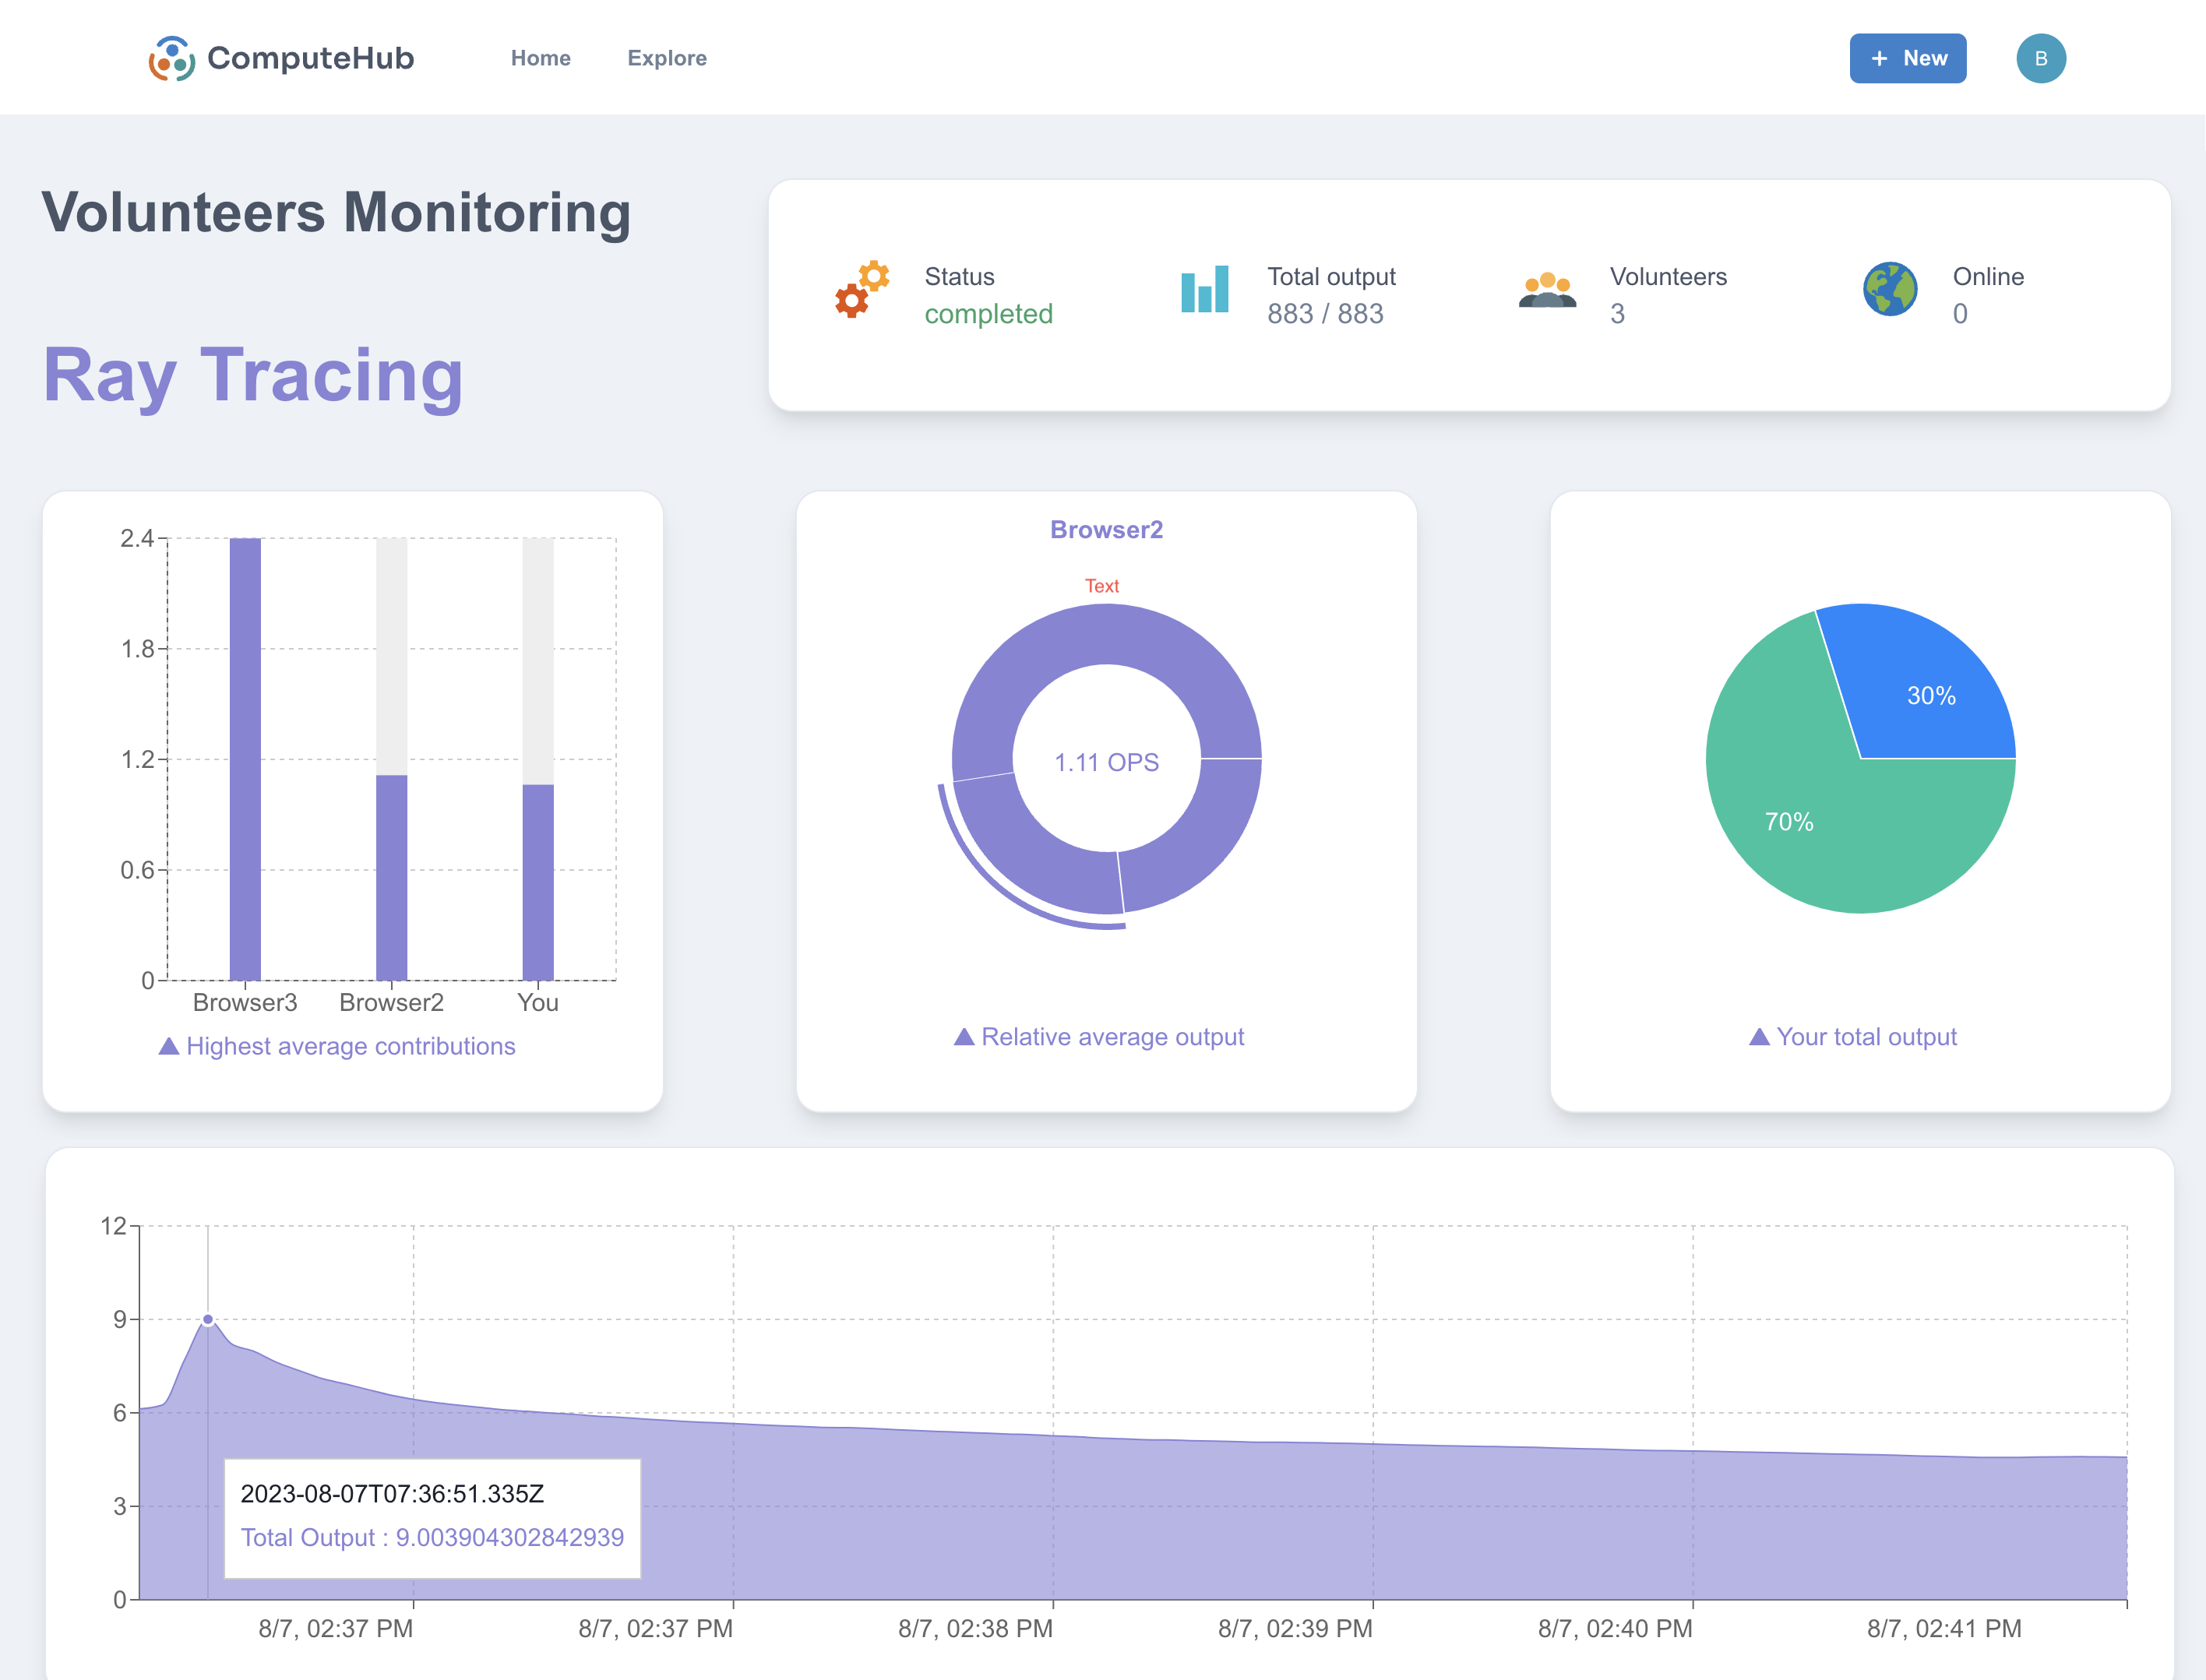 ComputeHub
Home
Explore
+ New
B
Volunteers Monitoring
Ray Tracing
Status
completed
Total output
883 / 883
Volunteers
3
Online
0
2.4
1.8
1.2
0.6
0
Browser3
Browser2
You
Highest average contributions
Browser2
Text
1.11 OPS
Relative average output
30%
70%
Your total output
12
9
6
3
0
2023-08-07T07:36:51.335Z
Total Output : 9.003904302842939
8/7, 02:37 PM
8/7, 02:37 PM
8/7, 02:38 PM
8/7, 02:39 PM
8/7, 02:40 PM
8/7, 02:41 PM